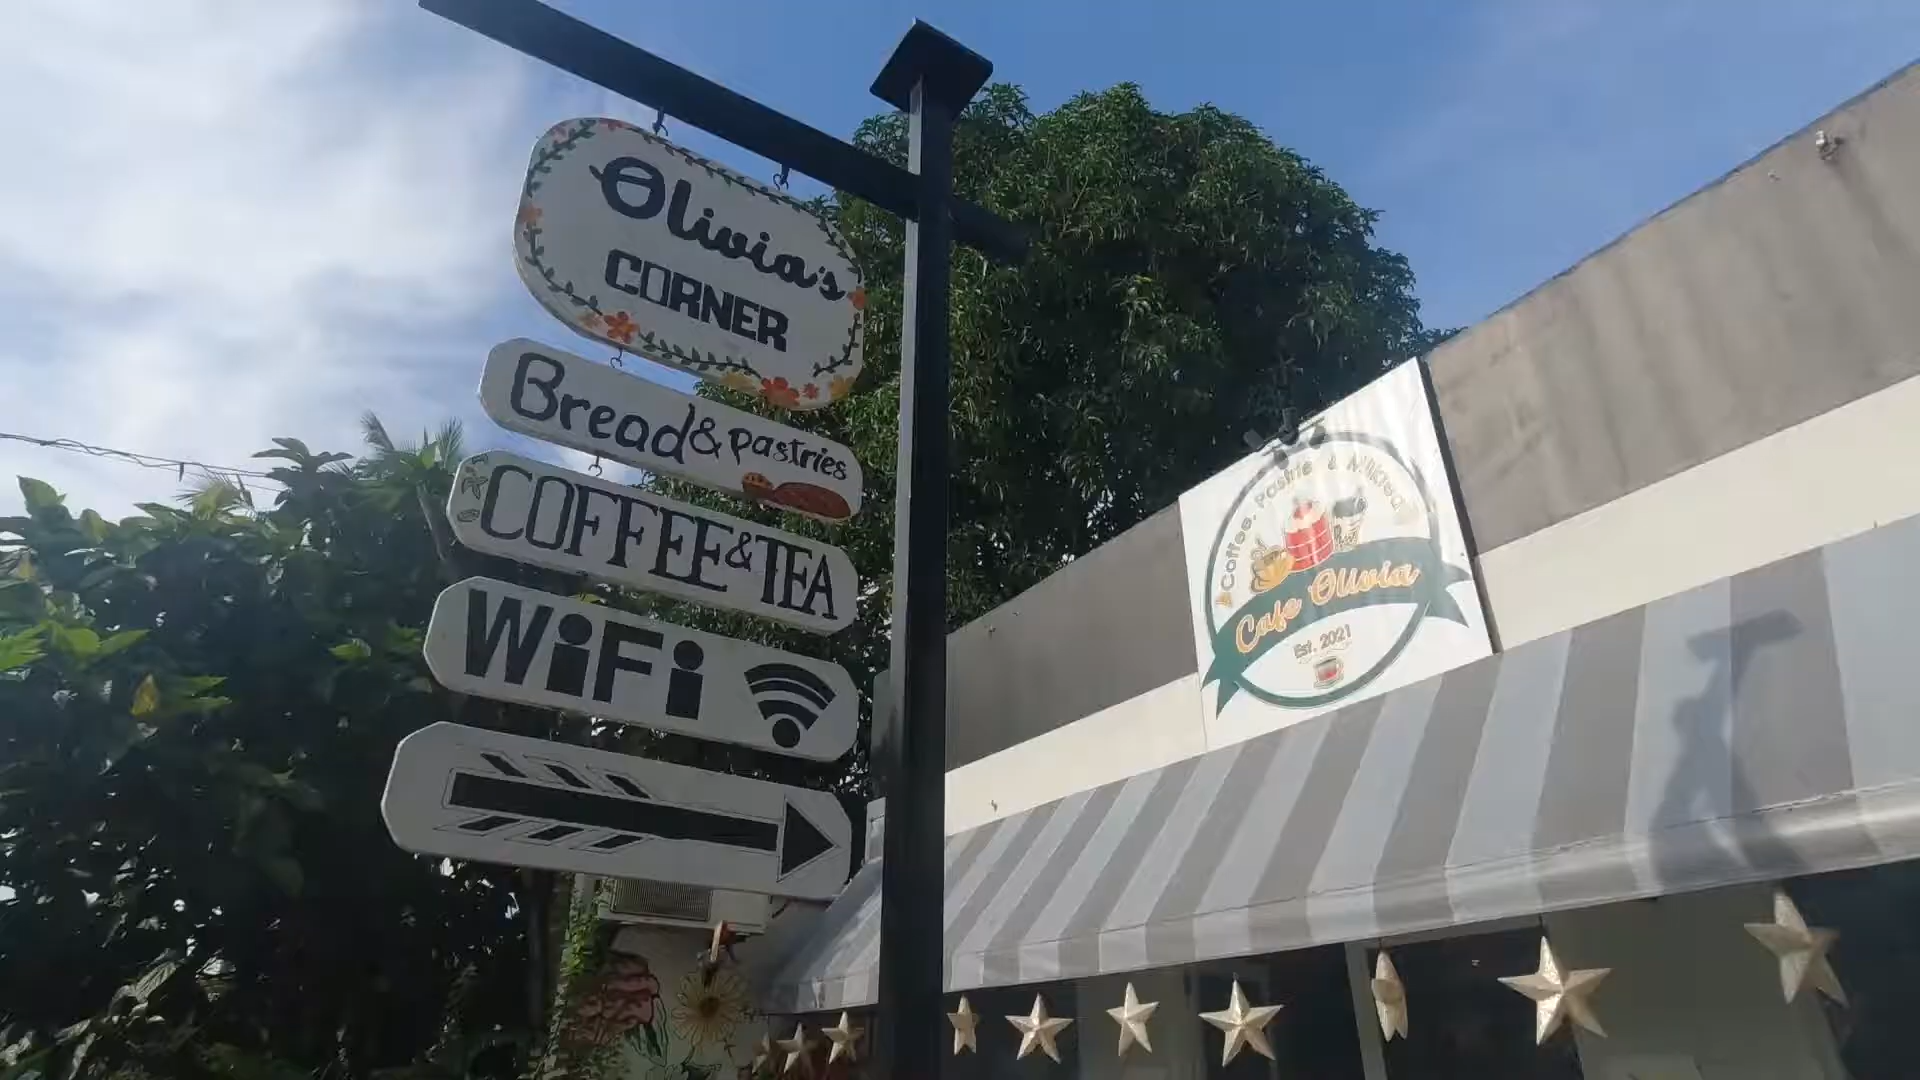 Olivia's
CORNER
Bread & Pastries
COFFEE & TEA
WiFi
Coffee, Pastrie & Milktea
Cafe Olivia
Est. 2021